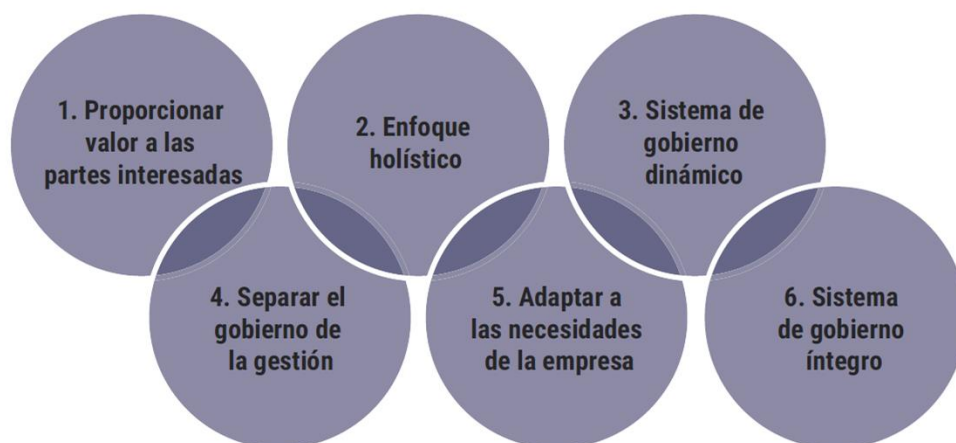 1. Proporcionar
valor a las
partes interesadas
2. Enfoque
holístico
3. Sistema de
gobierno
dinámico
4. Separar el
gobierno de
la gestión
5. Adaptar a
las necesidades
de la empresa
6. Sistema
de gobierno
íntegro